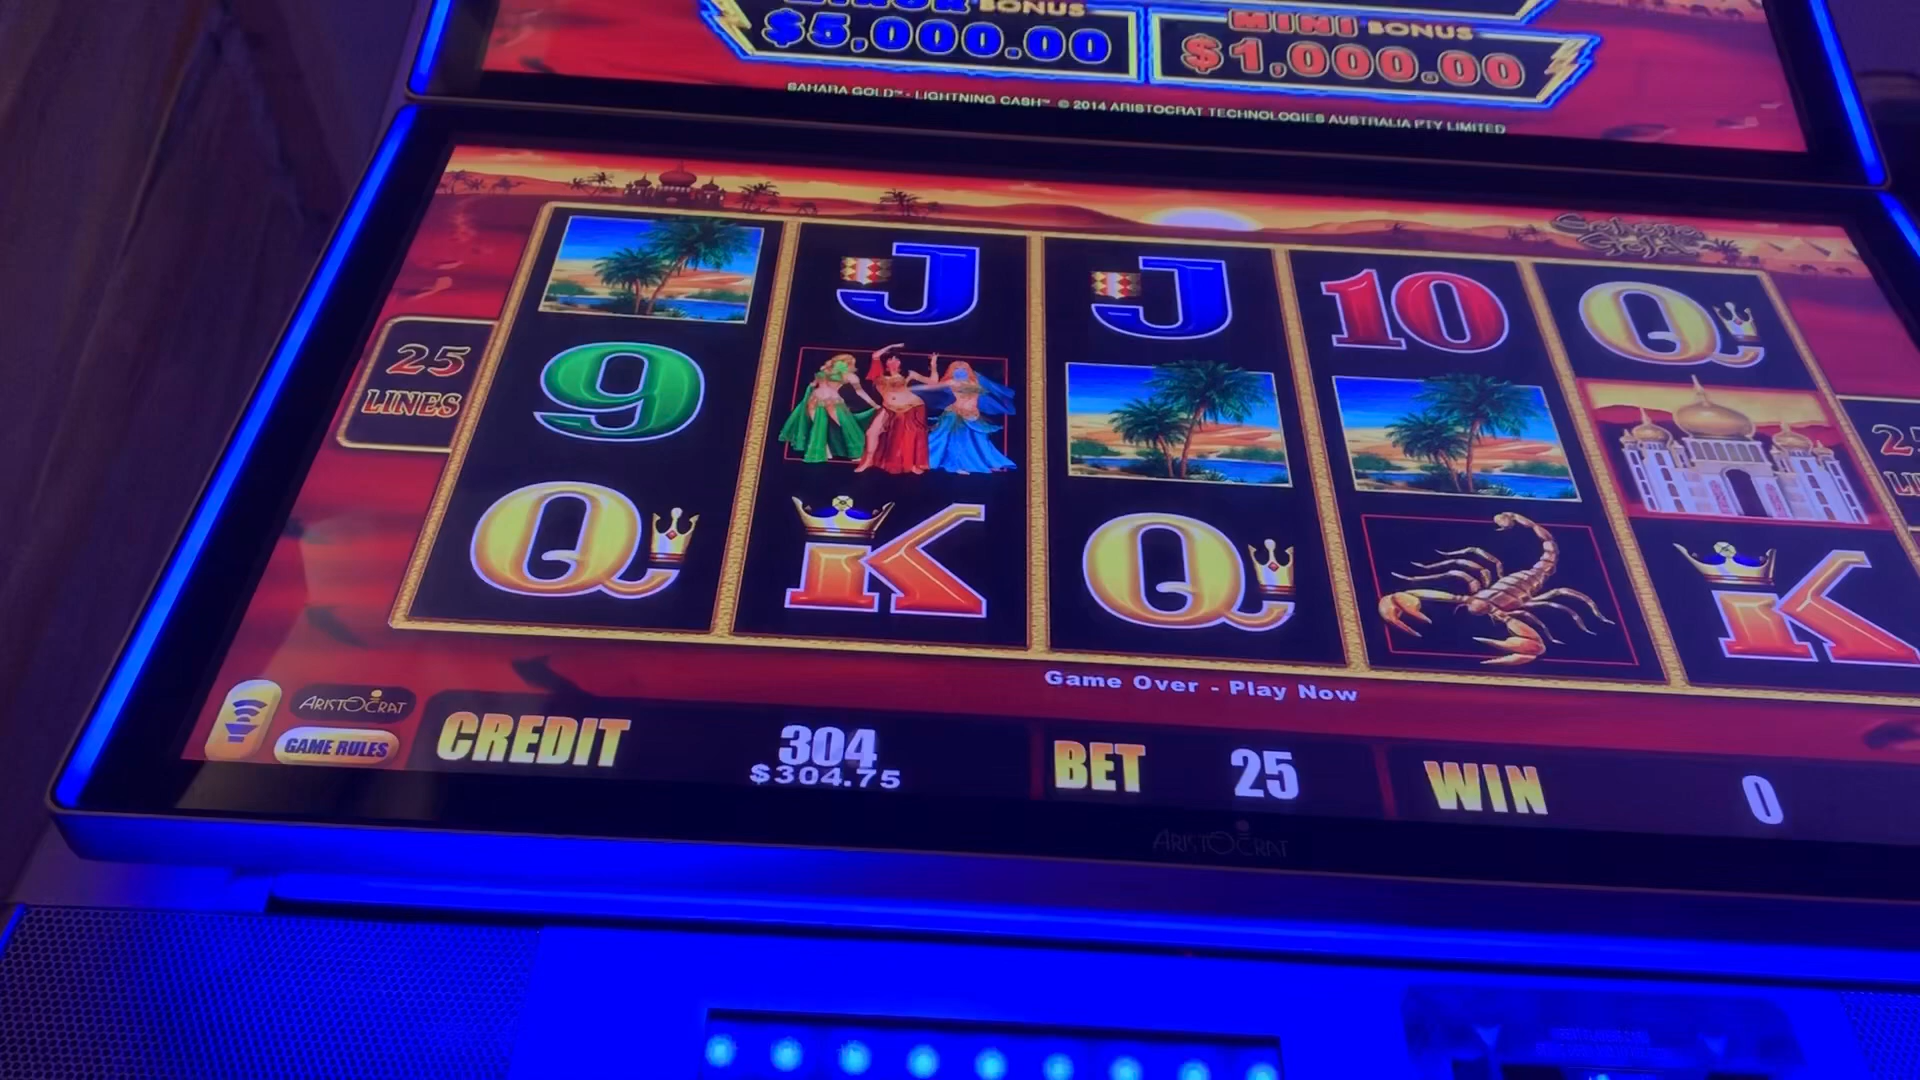 BONUS
$5,000.00
MINI BONUS
$1,000.00
SAHARA GOLD™ - LIGHTNING CASH™ © 2014 ARISTOCRAT TECHNOLOGIES AUSTRALIA PTY LIMITED
Sahara Gold
J
J
10
Q
25
LINES
9
Q
K
Q
K
Game Over - Play Now
ARISTOCRAT
GAME RULES
CREDIT
304
$304.75
BET
25
WIN
0
ARISTOCRAT